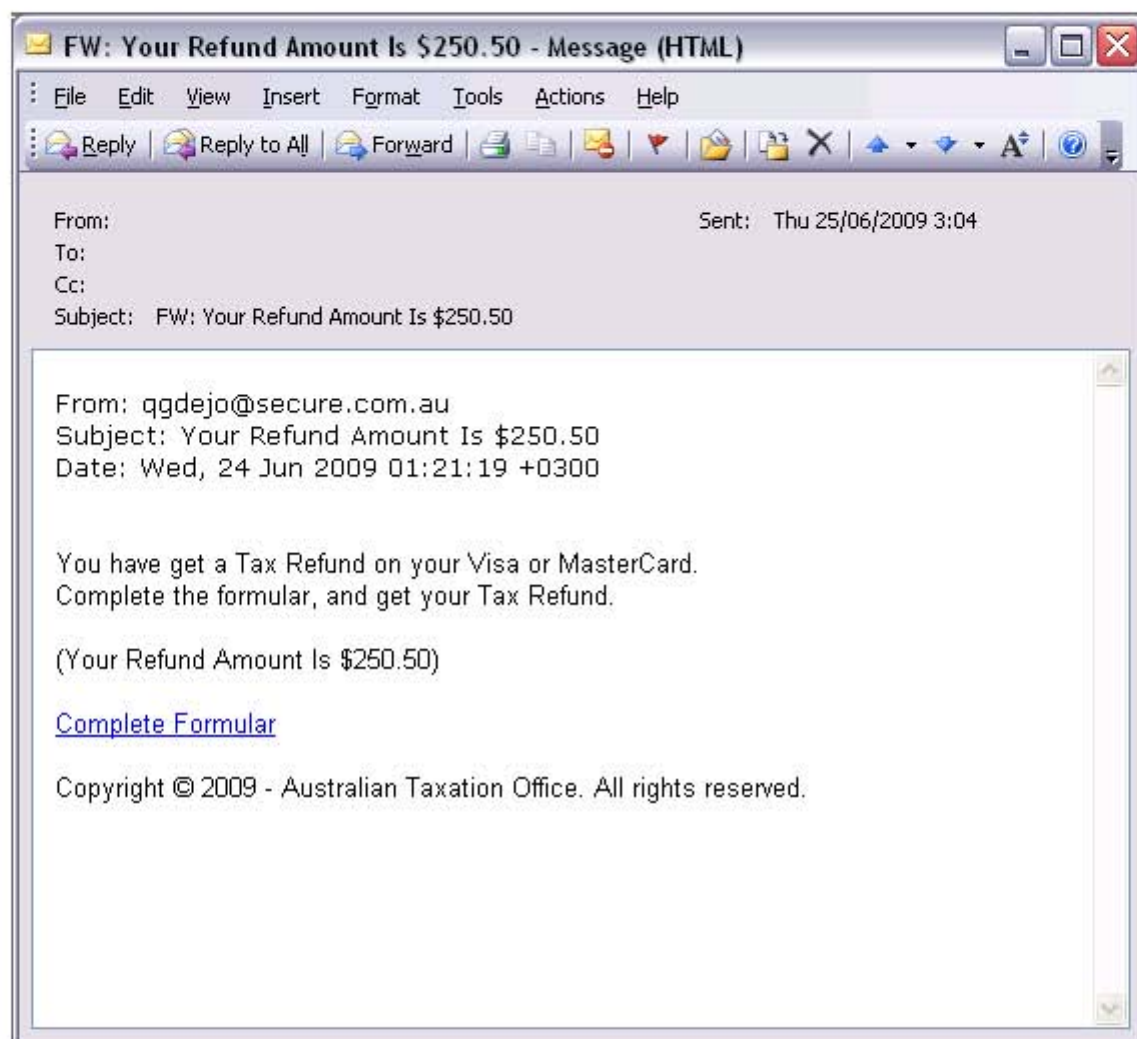 FW: Your Refund Amount Is $250.50 - Message (HTML)
File Edit View Insert Format Tools Actions Help
Reply Reply to All Forward
From: Sent: Thu 25/06/2009 3:04
To:
Cc:
Subject: FW: Your Refund Amount Is $250.50
From: qgdejo@secure.com.au
Subject: Your Refund Amount Is $250.50
Date: Wed, 24 Jun 2009 01:21:19 +0300
You have get a Tax Refund on your Visa or MasterCard.
Complete the formular, and get your Tax Refund.
(Your Refund Amount Is $250.50)
Complete Formular
Copyright © 2009 - Australian Taxation Office. All rights reserved.